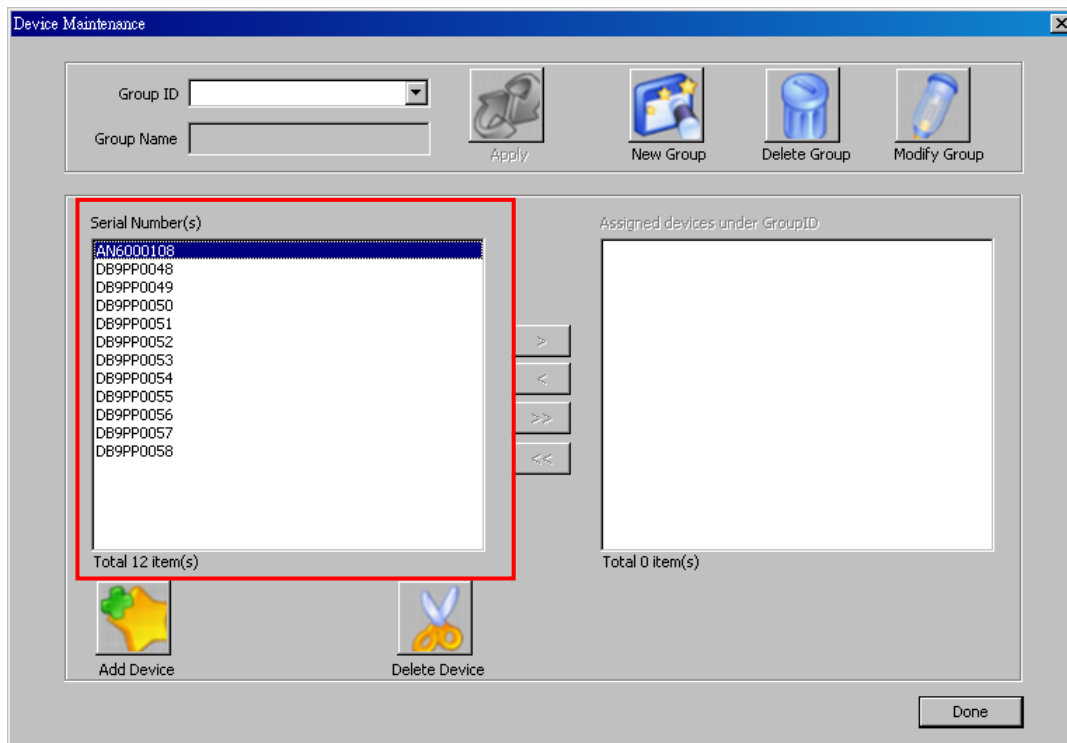 Device Maintenance
Group ID
Group Name
Apply
New Group
Delete Group
Modify Group
Serial Number(s)
AN6000108
DB9PP0048
DB9PP0049
DB9PP0050
DB9PP0051
DB9PP0052
DB9PP0053
DB9PP0054
DB9PP0055
DB9PP0056
DB9PP0057
DB9PP0058
Total 12 item(s)
>
<
>>
<<
Assigned devices under GroupID
Total 0 item(s)
Add Device
Delete Device
Done